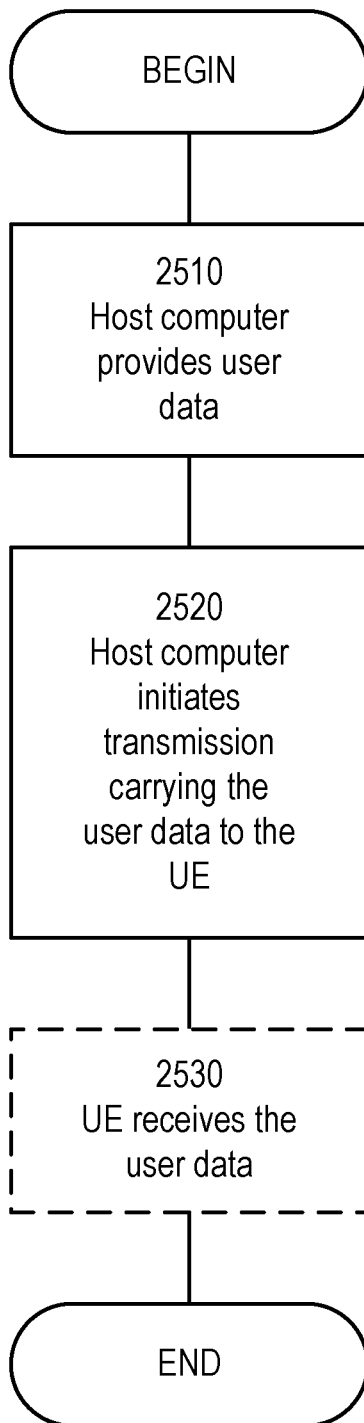 BEGIN
2510
Host computer
provides user
data
2520
Host computer
initiates
transmission
carrying the
user data to the
UE
2530
UE receives the
user data
END